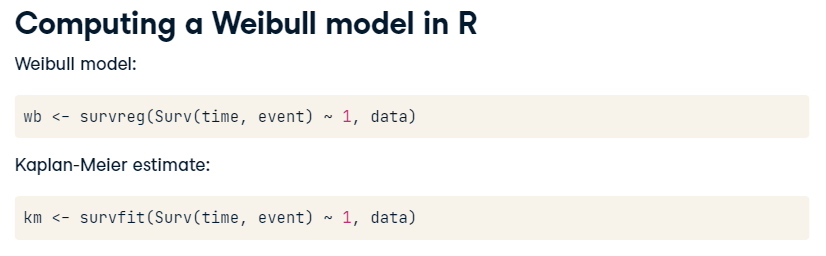 Computing a Weibull model in R
Weibull model:
wb <- survreg(Surv(time, event) ~ 1, data)
Kaplan-Meier estimate:
km <- survfit(Surv(time, event) ~ 1, data)